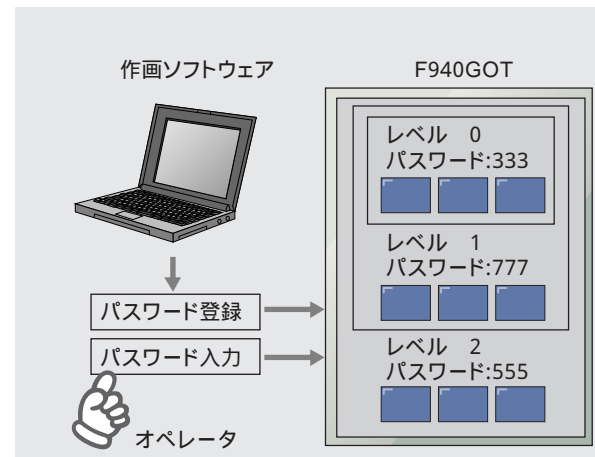 作画ソフトウェア
F940GOT
レベル　0
パスワード:333
レベル　1
パスワード:777
パスワード登録
パスワード入力
レベル　2
パスワード:555
オペレータ